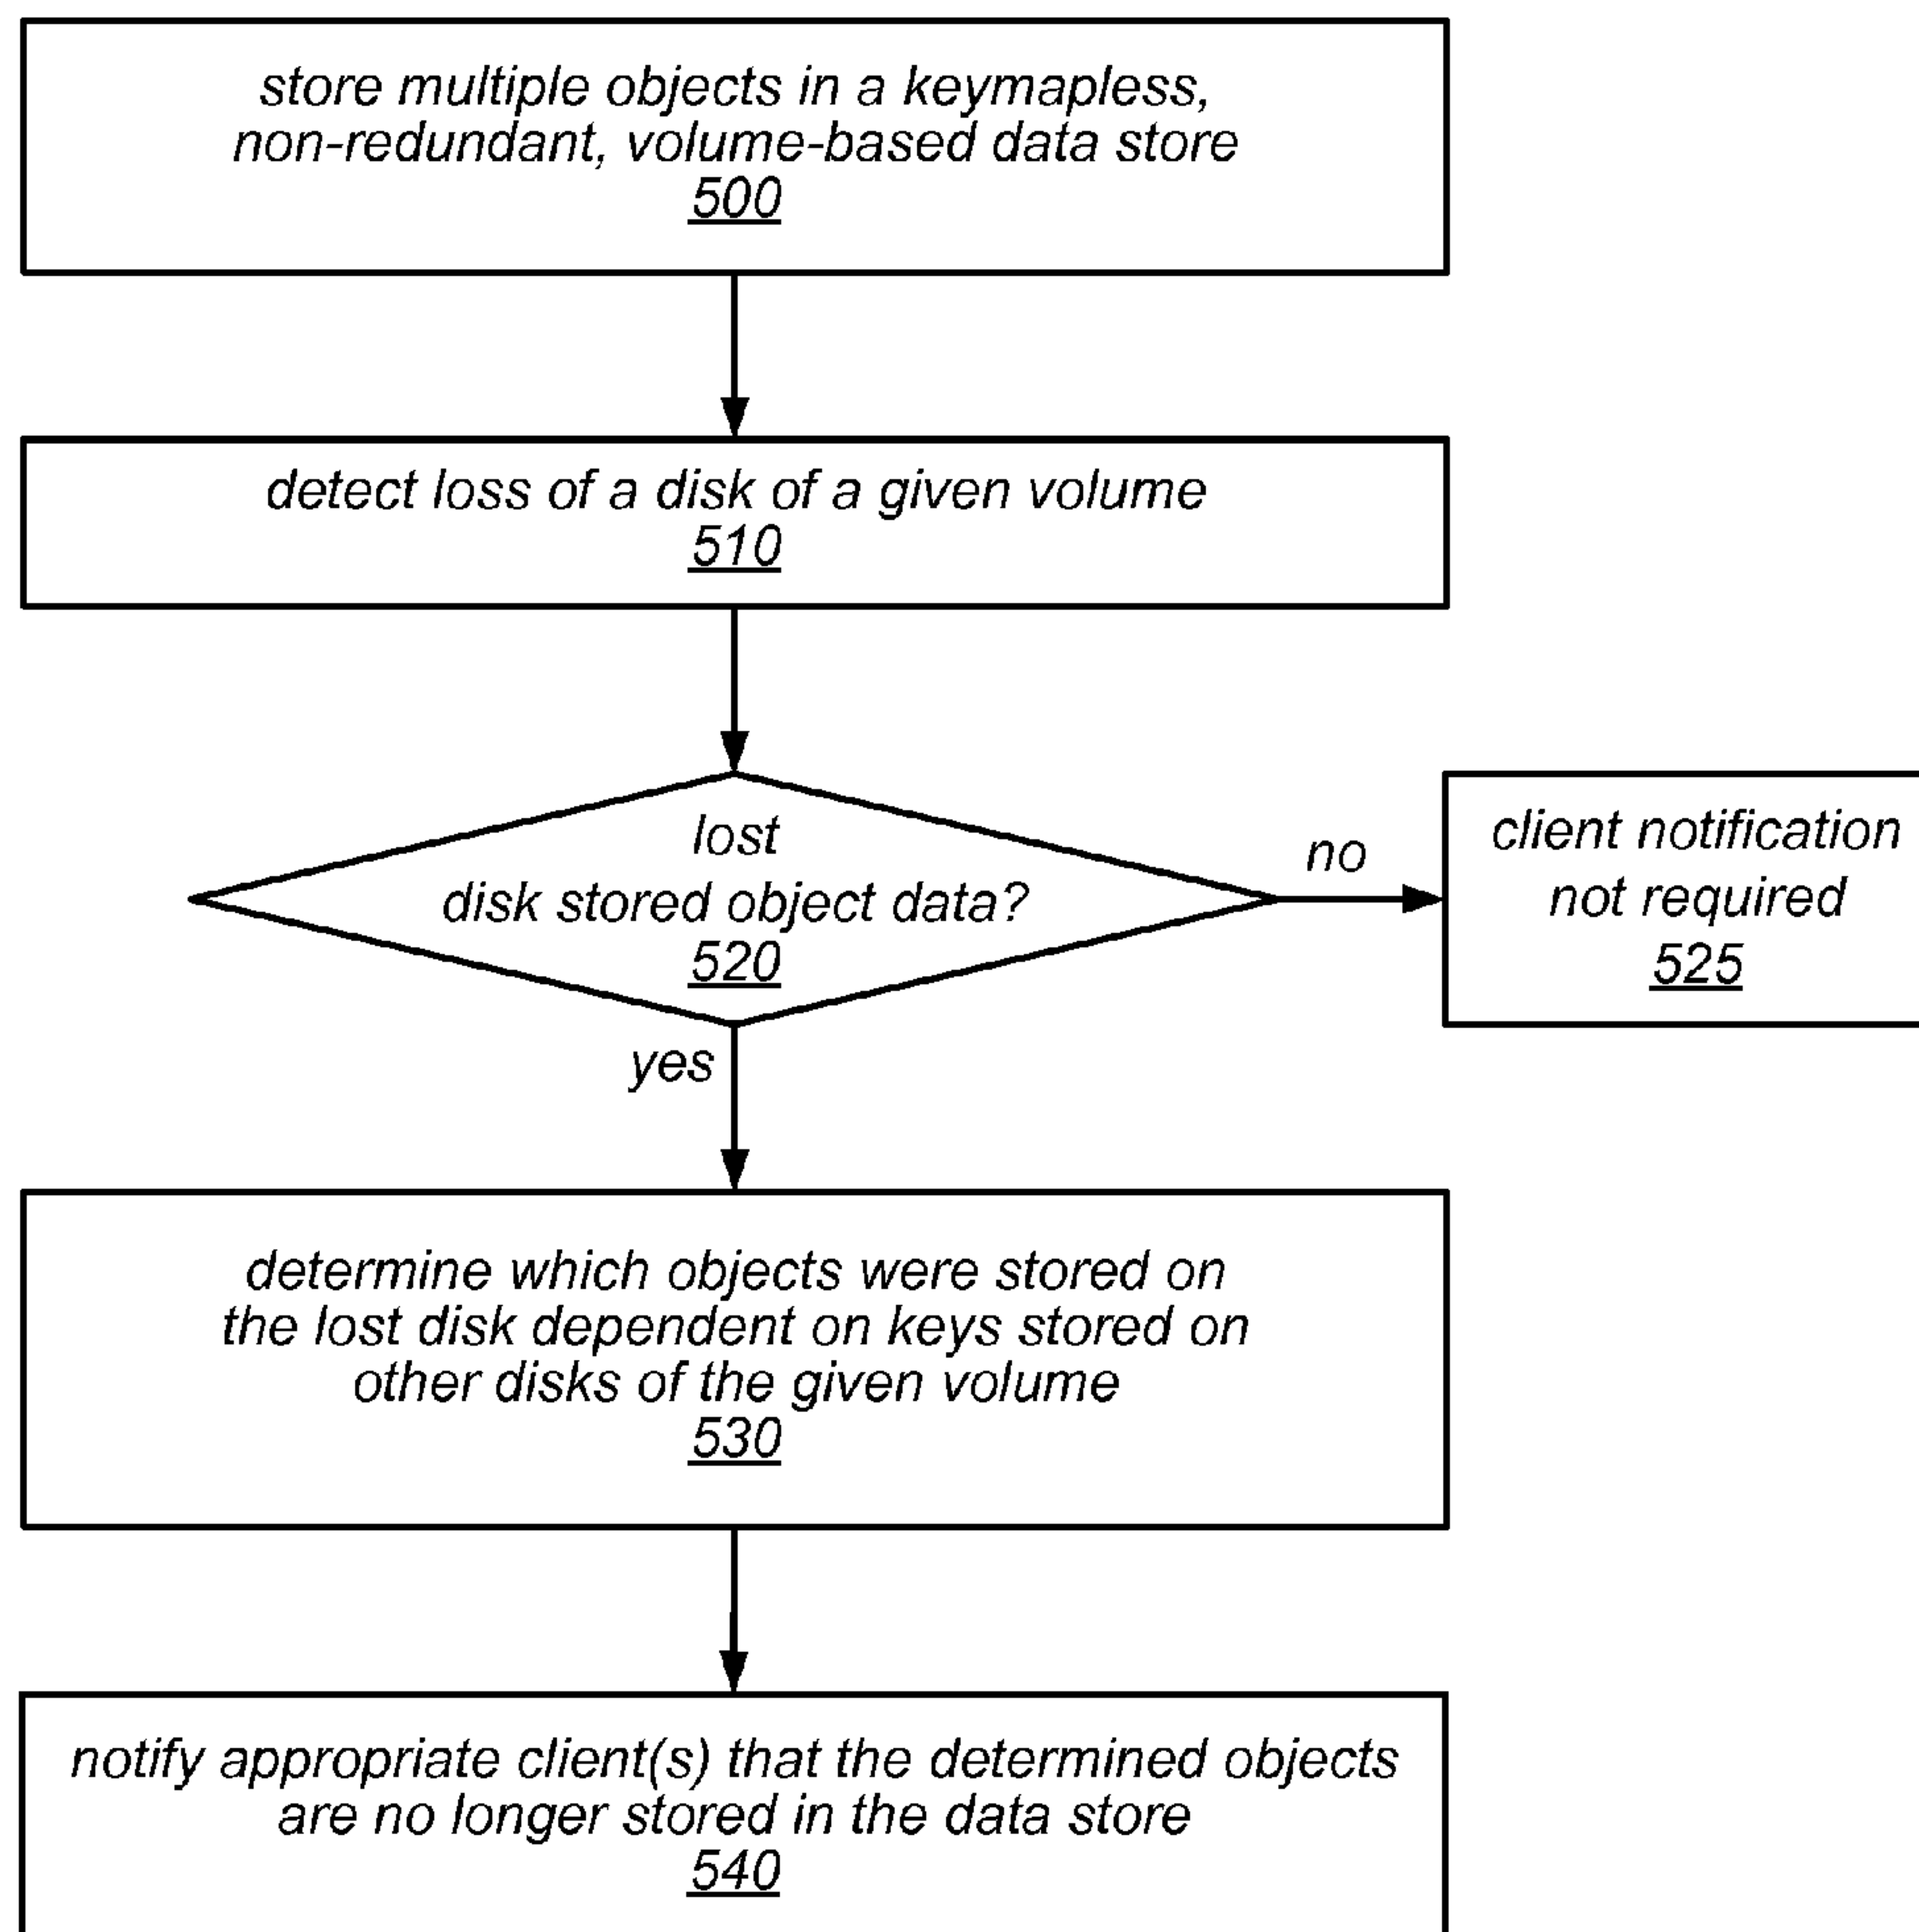 store multiple objects in a keymapless,
non-redundant, volume-based data store
500
detect loss of a disk of a given volume
510
lost
disk stored object data?
520
no
client notification
not required
525
yes
determine which objects were stored on
the lost disk dependent on keys stored on
other disks of the given volume
530
notify appropriate client(s) that the determined objects
are no longer stored in the data store
540